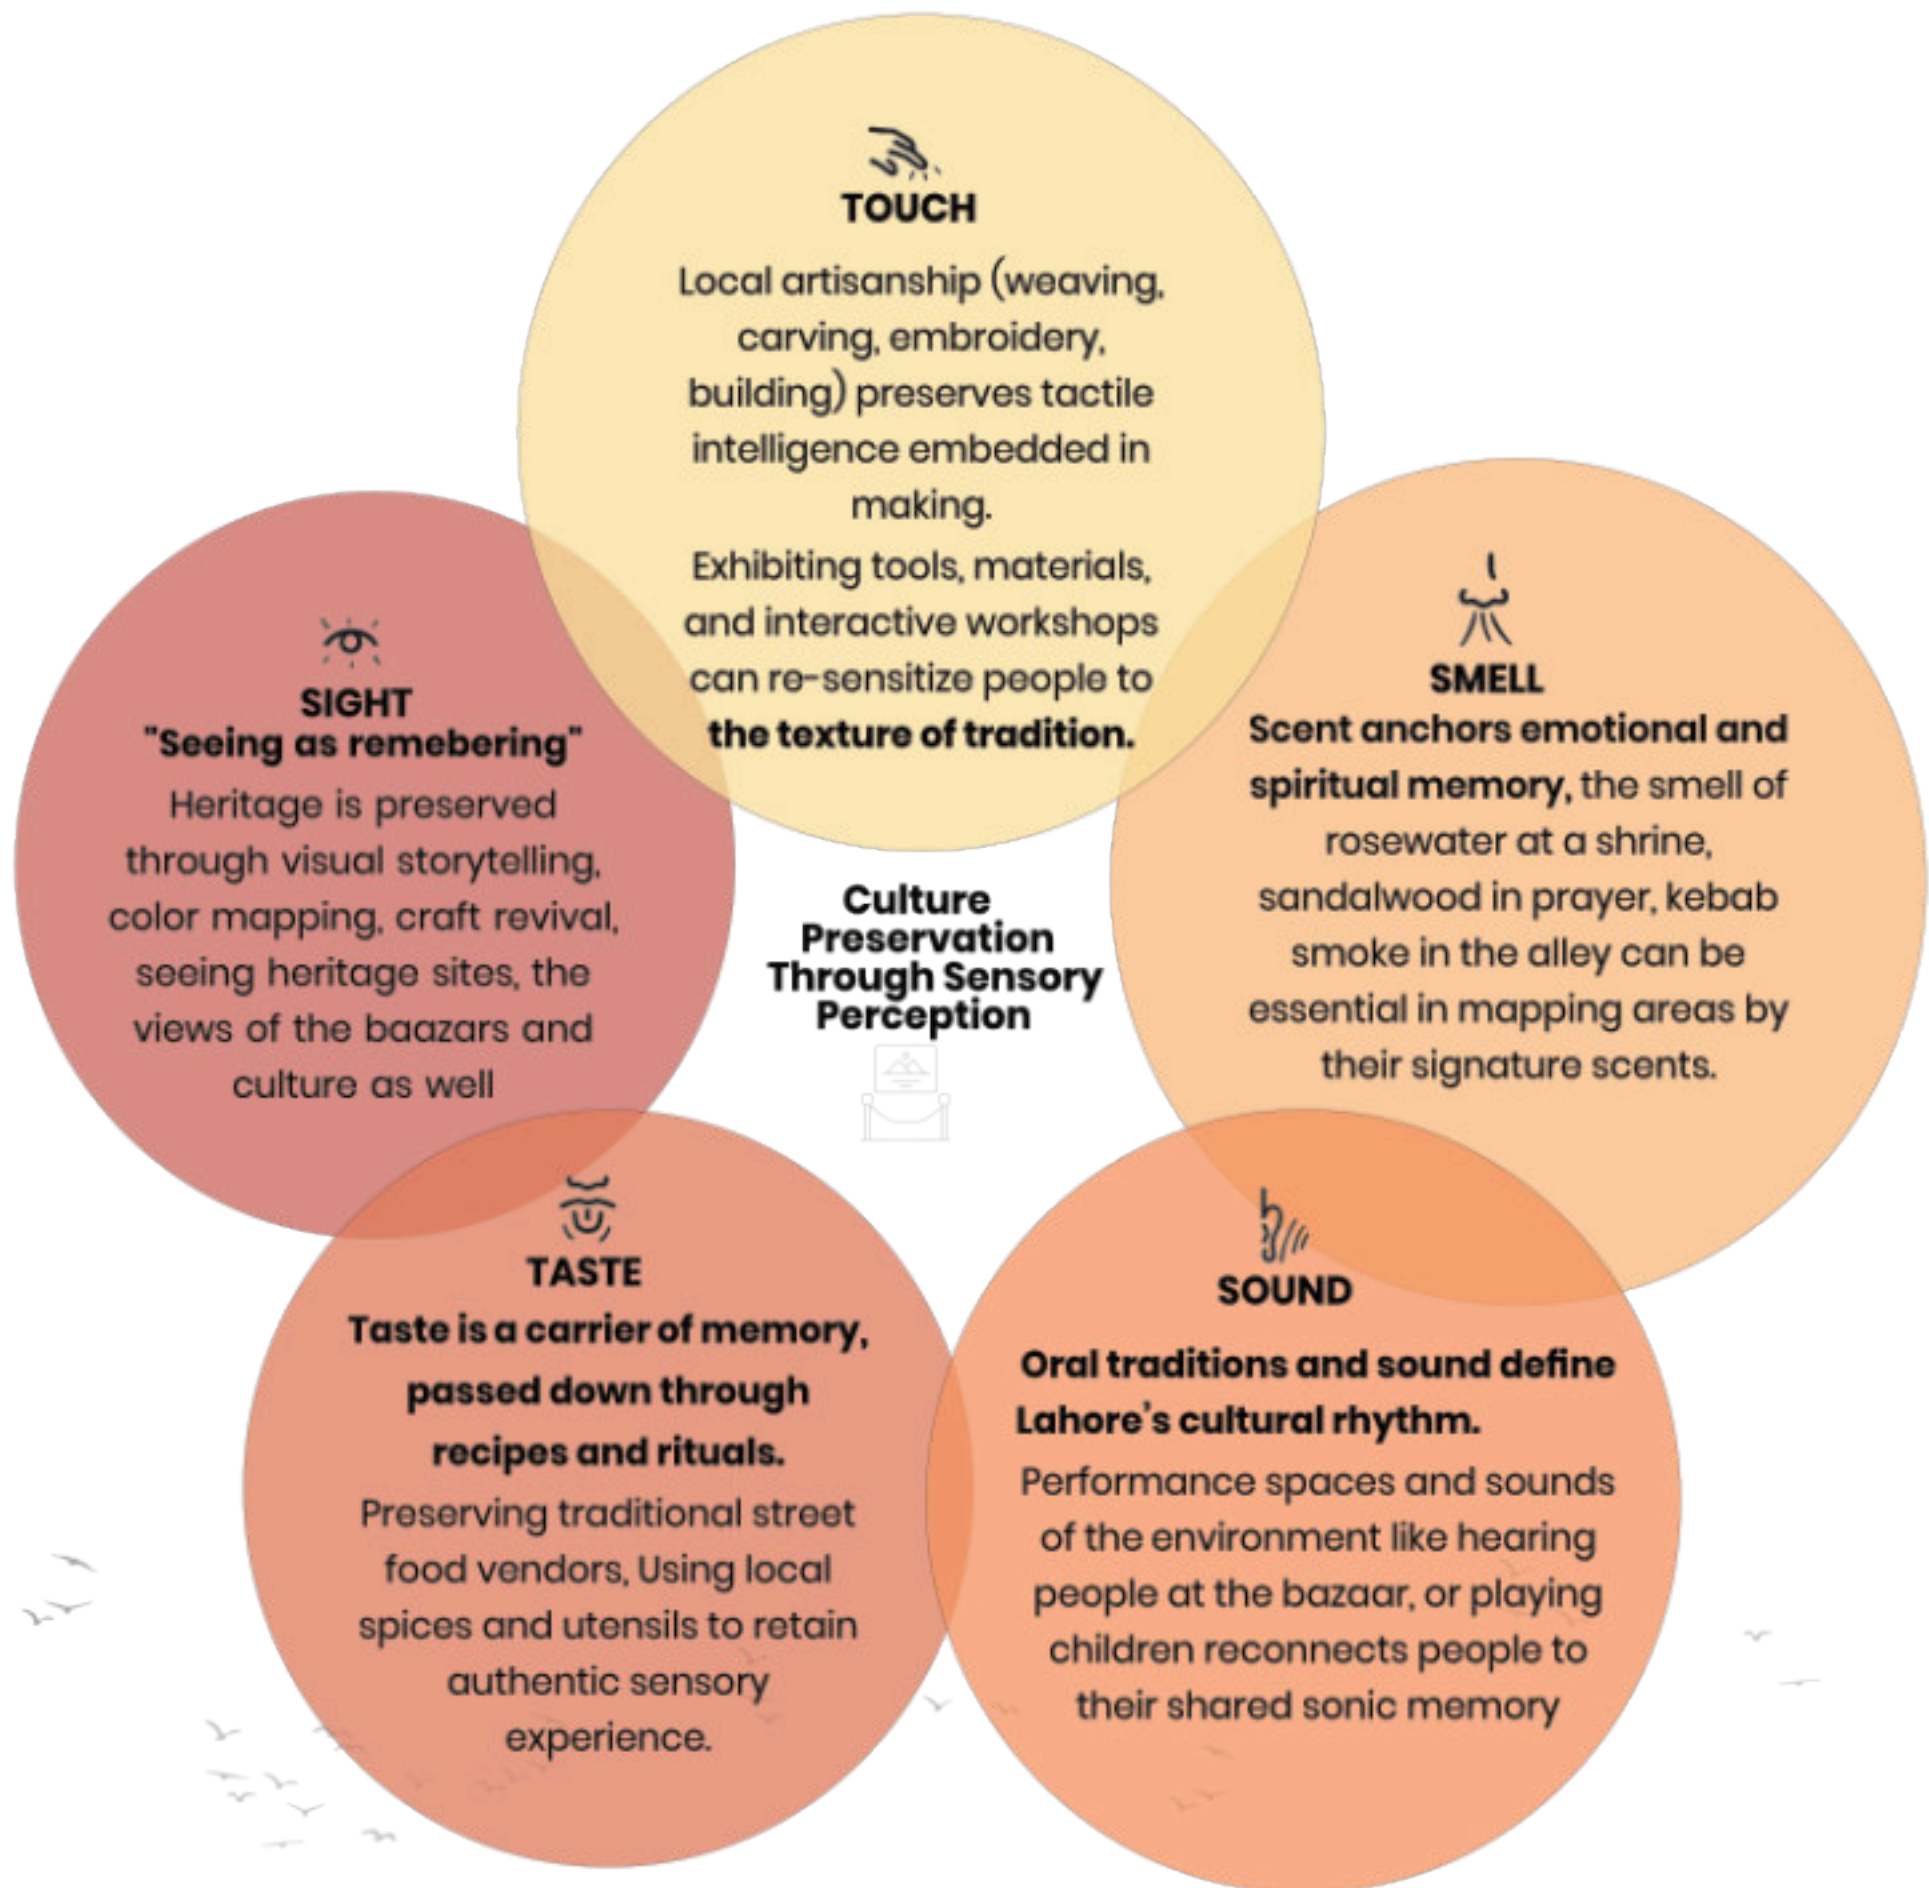 TOUCH
Local artisanship (weaving,
carving, embroidery,
building) preserves tactile
intelligence embedded in
making.
Exhibiting tools, materials,
and interactive workshops
can re-sensitize people to
the texture of tradition.
SIGHT
"Seeing as remebering"
Heritage is preserved
through visual storytelling,
color mapping, craft revival,
seeing heritage sites, the
views of the baazars and
culture as well
SMELL
Scent anchors emotional and
spiritual memory, the smell of
rosewater at a shrine,
sandalwood in prayer, kebab
smoke in the alley can be
essential in mapping areas by
their signature scents.
Culture
Preservation
Through Sensory
Perception
TASTE
Taste is a carrier of memory,
passed down through
recipes and rituals.
Preserving traditional street
food vendors, Using local
spices and utensils to retain
authentic sensory
experience.
SOUND
Oral traditions and sound define
Lahore's cultural rhythm.
Performance spaces and sounds
of the environment like hearing
people at the bazaar, or playing
children reconnects people to
their shared sonic memory